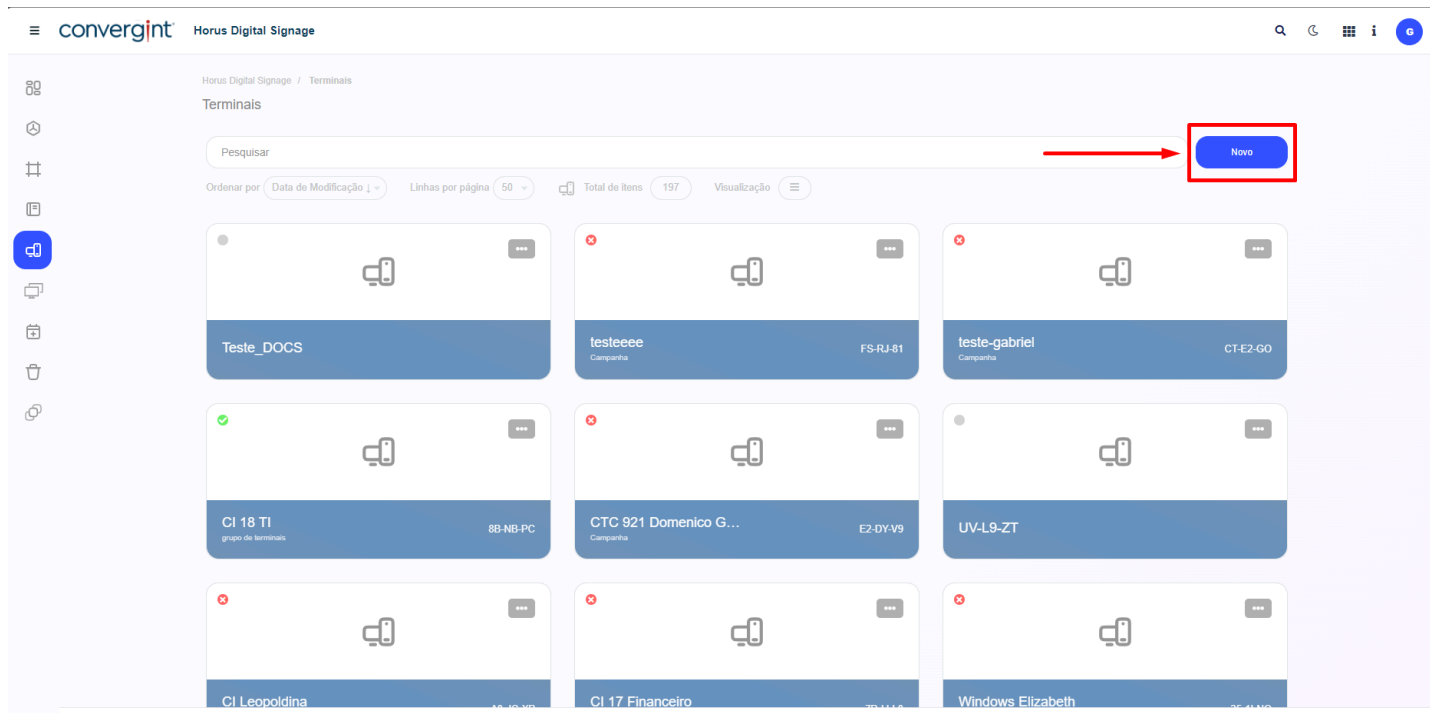 convergint Horus Digital Signage
G
Horus Digital Signage / Terminais
Terminais
Pesquisar
Novo
Ordenar por Data de Modificação ↓ Linhas por página 50 Total de itens 197 Visualização
Teste_DOCS
testeeee
Campanha
FS-RJ-81
teste-gabriel
Campanha
CT-E2-GO
CI 18 TI
grupo de terminais
8B-NB-PC
CTC 921 Domenico G...
Campanha
E2-DY-V9
UV-L9-ZT
CI Leopoldina
CI 17 Financeiro
Windows Elizabeth